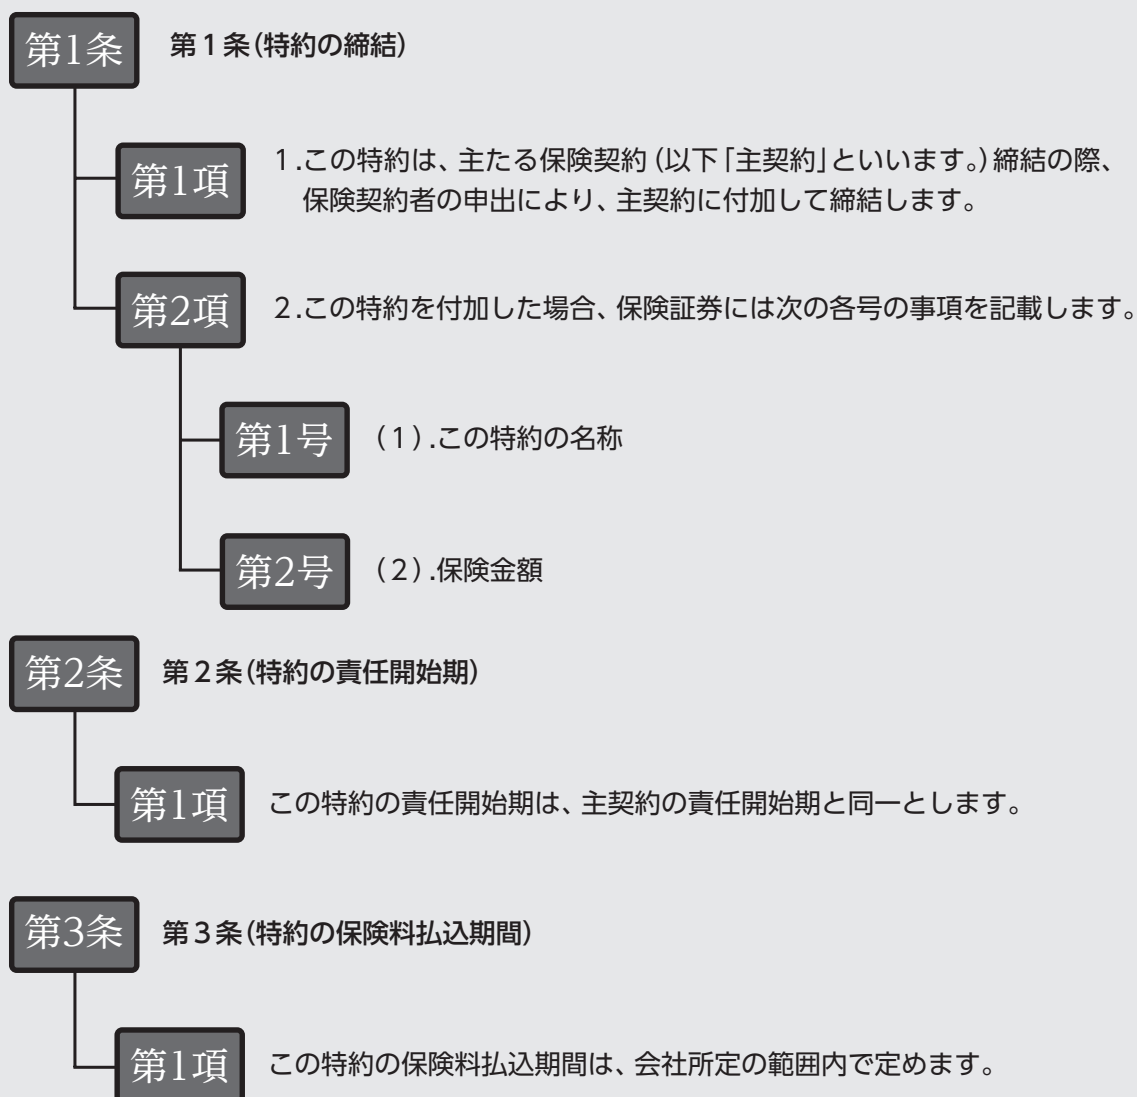 第1条 第1条(特約の締結)
第1項 1.この特約は、主たる保険契約(以下「主契約」といいます。)締結の際、
保険契約者の申出により、主契約に付加して締結します。
第2項 2.この特約を付加した場合、保険証券には次の各号の事項を記載します。
第1号 (1).この特約の名称
第2号 (2).保険金額
第2条 第2条(特約の責任開始期)
第1項 この特約の責任開始期は、主契約の責任開始期と同一とします。
第3条 第3条(特約の保険料払込期間)
第1項 この特約の保険料払込期間は、会社所定の範囲内で定めます。